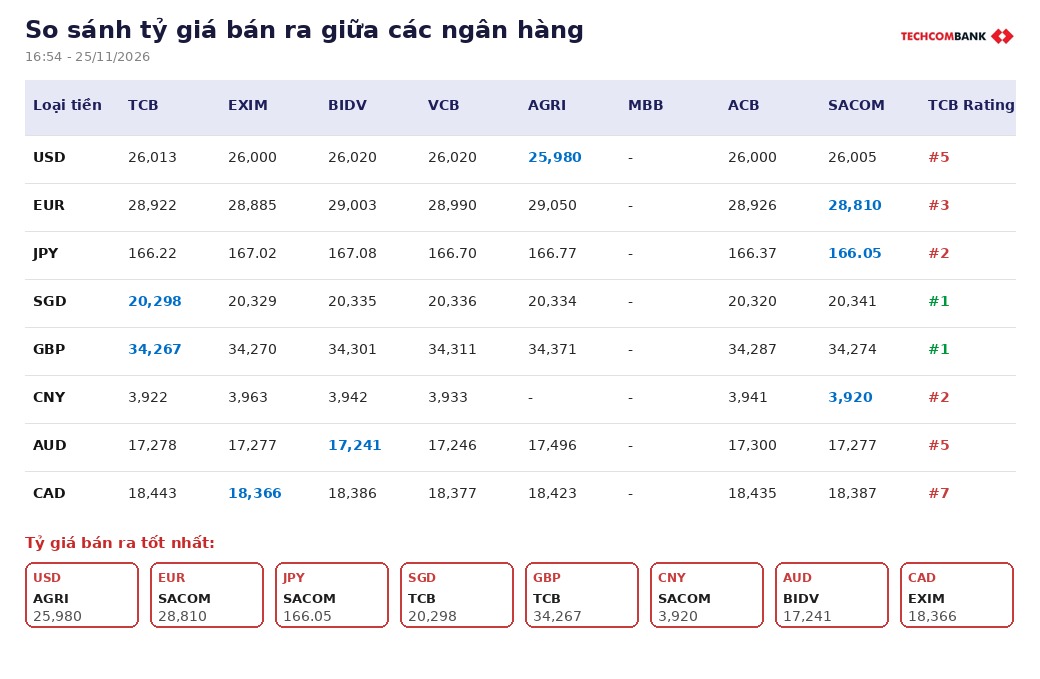 So sánh tỷ giá bán ra giữa các ngân hàng
TECHCOMBANK
16:54 - 25/11/2026
Loại tiền TCB EXIM BIDV VCB AGRI MBB ACB SACOM TCB Rating
USD 26,013 26,000 26,020 26,020 25,980 - 26,000 26,005 #5
EUR 28,922 28,885 29,003 28,990 29,050 - 28,926 28,810 #3
JPY 166.22 167.02 167.08 166.70 166.77 - 166.37 166.05 #2
SGD 20,298 20,329 20,335 20,336 20,334 - 20,320 20,341 #1
GBP 34,267 34,270 34,301 34,311 34,371 - 34,287 34,274 #1
CNY 3,922 3,963 3,942 3,933 - - 3,941 3,920 #2
AUD 17,278 17,277 17,241 17,246 17,496 - 17,300 17,277 #5
CAD 18,443 18,366 18,386 18,377 18,423 - 18,435 18,387 #7
Tỷ giá bán ra tốt nhất:
USD EUR JPY SGD GBP CNY AUD CAD
AGRI SACOM SACOM TCB TCB SACOM BIDV EXIM
25,980 28,810 166.05 20,298 34,267 3,920 17,241 18,366